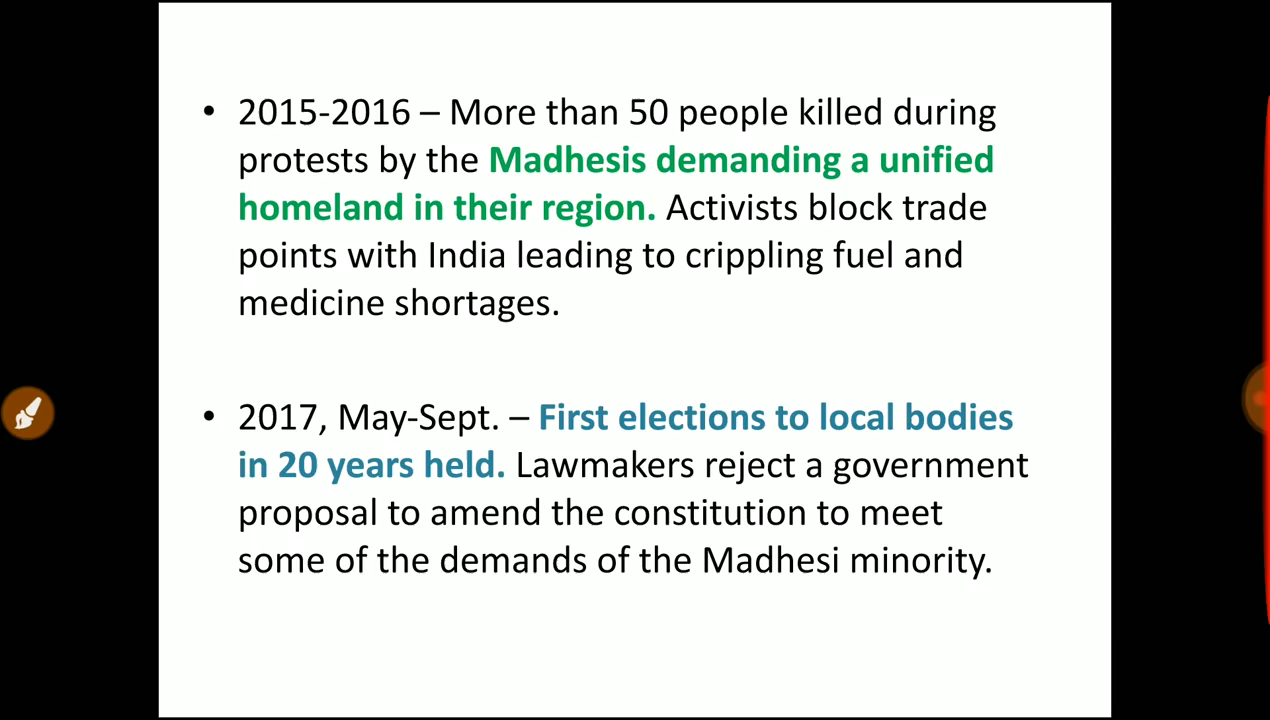 • 2015-2016 – More than 50 people killed during
protests by the Madhesis demanding a unified
homeland in their region. Activists block trade
points with India leading to crippling fuel and
medicine shortages.
• 2017, May-Sept. – First elections to local bodies
in 20 years held. Lawmakers reject a government
proposal to amend the constitution to meet
some of the demands of the Madhesi minority.